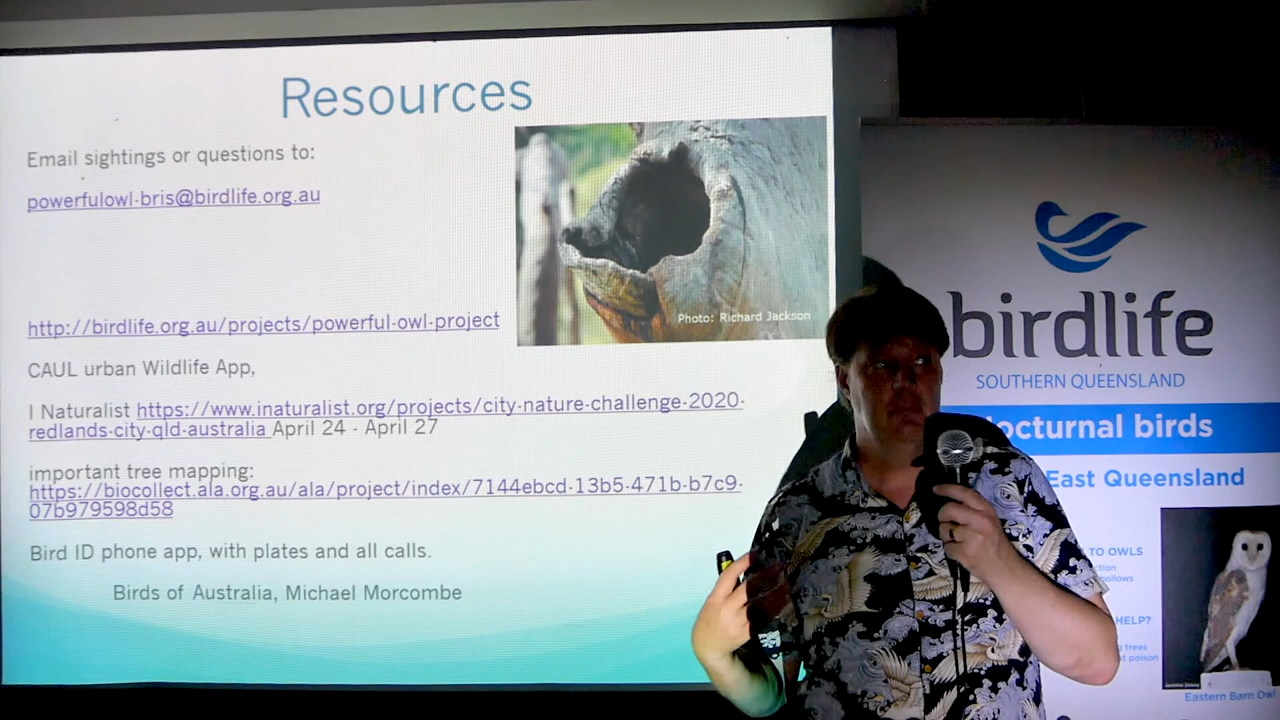 Resources
Email sightings or questions to:
powerfulowl-bris@birdlife.org.au
Photo: Richard Jackson
http://birdlife.org.au/projects/powerful-owl-project
CAUL urban Wildlife App,
I Naturalist https://www.inaturalist.org/projects/city-nature-challenge-2020-
redlands-city-qld-australia April 24 - April 27
important tree mapping:
https://biocollect.ala.org.au/ala/project/index/7144ebcd-13b5-471b-b7c9-
07b979598d58
Bird ID phone app, with plates and all calls.
Birds of Australia, Michael Morcombe
birdlife
SOUTHERN QUEENSLAND
octurnal birds
East Queensland
TO OWLS
ction
hollows
HELP?
trees
poison
Eastern Barn Owl